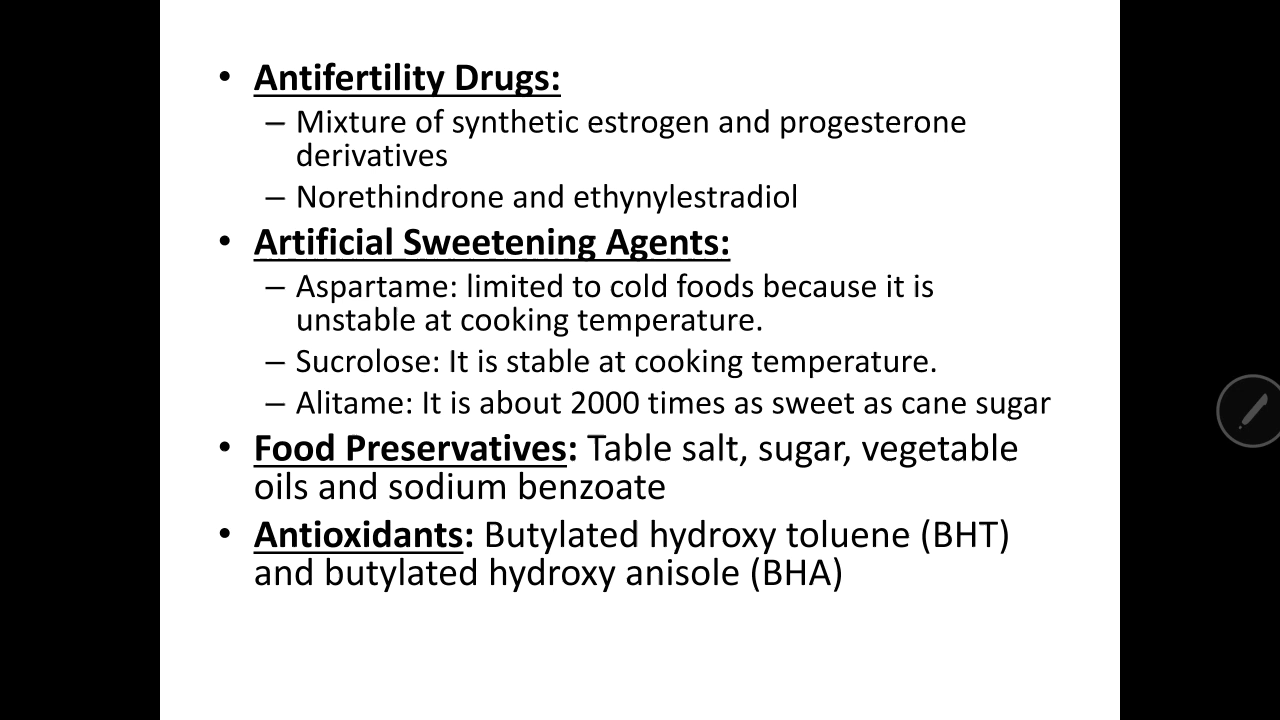 • Antifertility Drugs:
– Mixture of synthetic estrogen and progesterone
derivatives
– Norethindrone and ethynylestradiol
• Artificial Sweetening Agents:
– Aspartame: limited to cold foods because it is
unstable at cooking temperature.
– Sucrolose: It is stable at cooking temperature.
– Alitame: It is about 2000 times as sweet as cane sugar
• Food Preservatives: Table salt, sugar, vegetable
oils and sodium benzoate
• Antioxidants: Butylated hydroxy toluene (BHT)
and butylated hydroxy anisole (BHA)